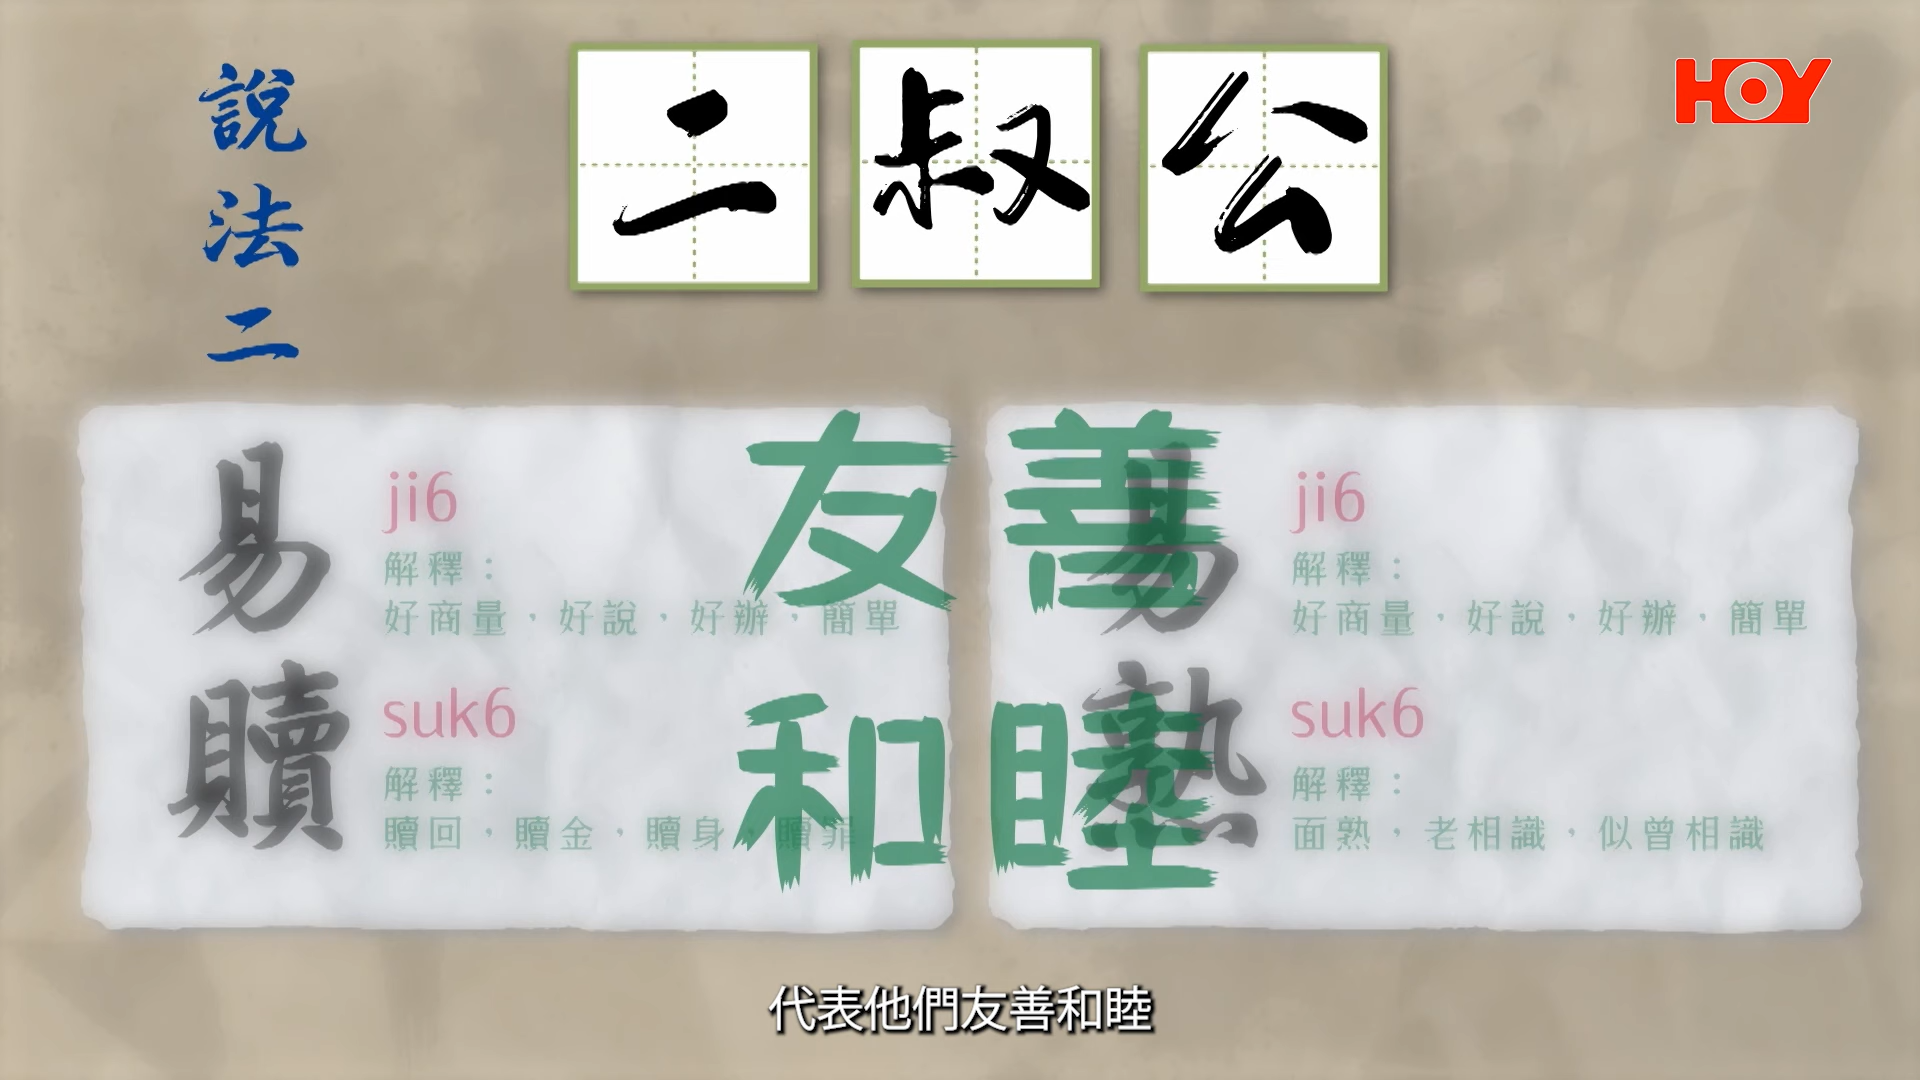 說法二
二叔公
HOY
易
ji6
解釋：
好商量，好說，好辦，簡單
贖
suk6
解釋：
贖回，贖金，贖身，贖罪
易
ji6
解釋：
好商量，好說，好辦，簡單
熟
suk6
解釋：
面熟，老相識，似曾相識
友善
和睦
代表他們友善和睦